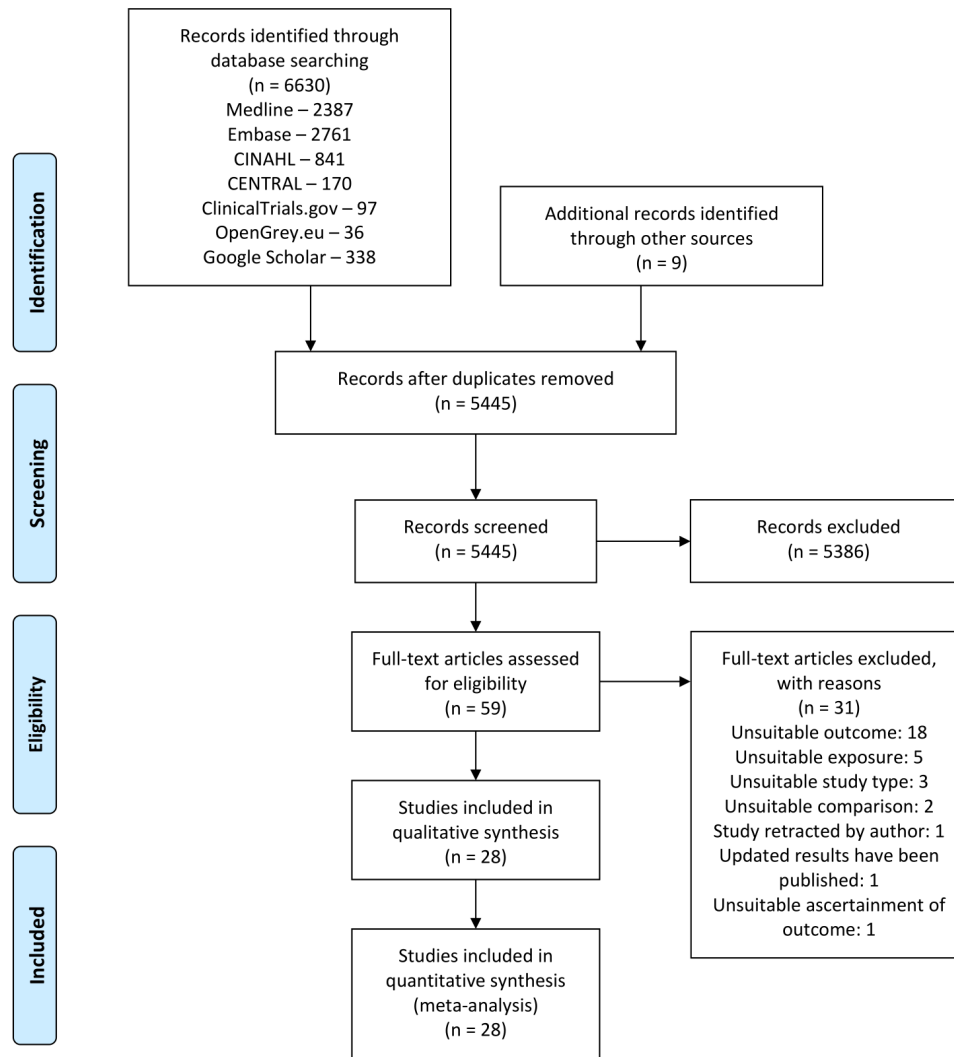 Records identified through
database searching
(n = 6630)
Medline – 2387
Embase – 2761
CINAHL – 841
CENTRAL – 170
ClinicalTrials.gov – 97
OpenGrey.eu – 36
Google Scholar – 338
Additional records identified
through other sources
(n = 9)
Identification
Records after duplicates removed
(n = 5445)
Screening
Records screened
(n = 5445)
Records excluded
(n = 5386)
Eligibility
Full-text articles assessed
for eligibility
(n = 59)
Full-text articles excluded,
with reasons
(n = 31)
Unsuitable outcome: 18
Unsuitable exposure: 5
Unsuitable study type: 3
Unsuitable comparison: 2
Study retracted by author: 1
Updated results have been
published: 1
Unsuitable ascertainment of
outcome: 1
Studies included in
qualitative synthesis
(n = 28)
Included
Studies included in
quantitative synthesis
(meta-analysis)
(n = 28)